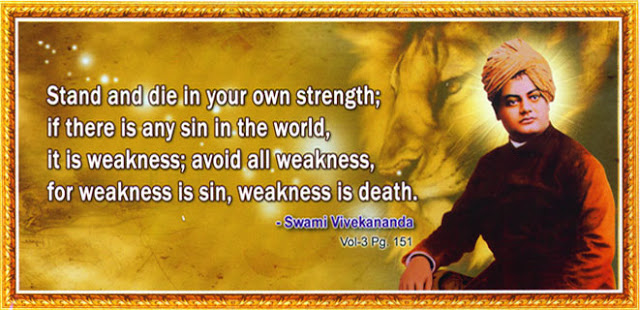 Stand and die in your own strength;
if there is any sin in the world,
it is weakness; avoid all weakness,
for weakness is sin, weakness is death.
- Swami Vivekananda
Vol-3 Pg. 151